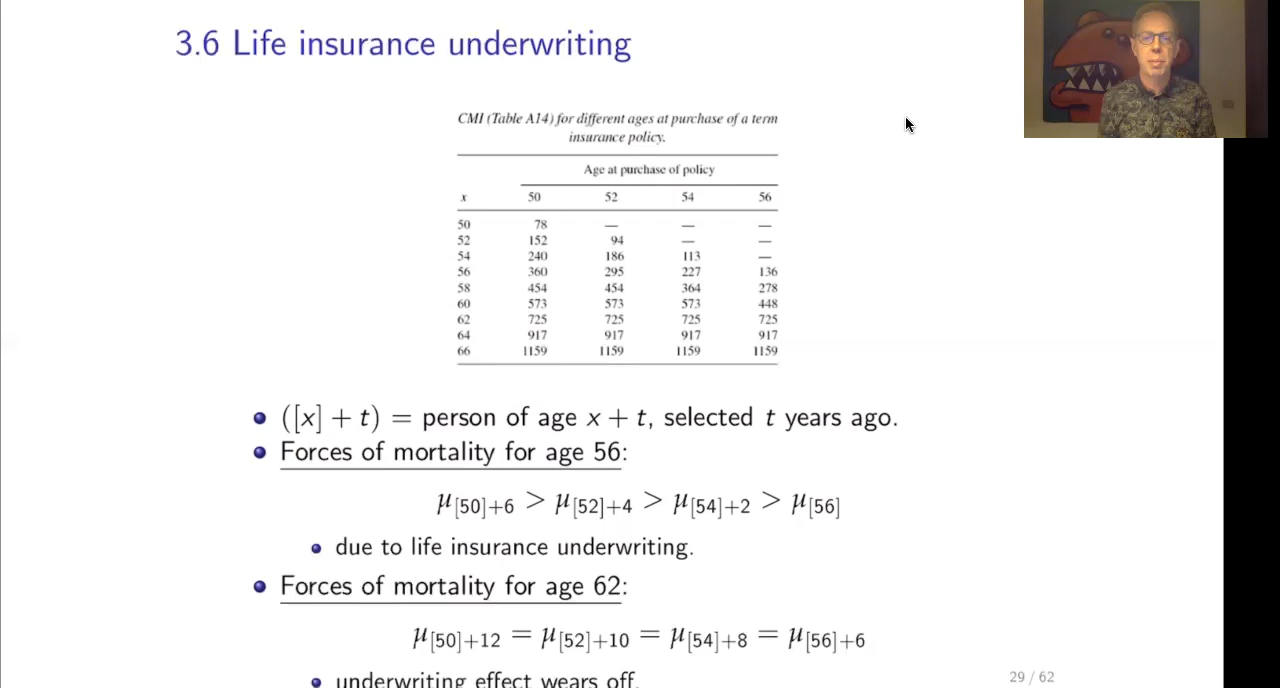 3.6 Life insurance underwriting
CMI (Table A14) for different ages at purchase of a term
insurance policy.
Age at purchase of policy
x 50 52 54 56
50 78 — — —
52 152 94 — —
54 240 186 113 —
56 360 295 227 136
58 454 454 364 278
60 573 573 573 448
62 725 725 725 725
64 917 917 917 917
66 1159 1159 1159 1159
([x] + t) = person of age x + t, selected t years ago.
Forces of mortality for age 56:
μ[50]+6 > μ[52]+4 > μ[54]+2 > μ[56]
due to life insurance underwriting.
Forces of mortality for age 62:
μ[50]+12 = μ[52]+10 = μ[54]+8 = μ[56]+6
underwriting effect wears off.
29 / 62